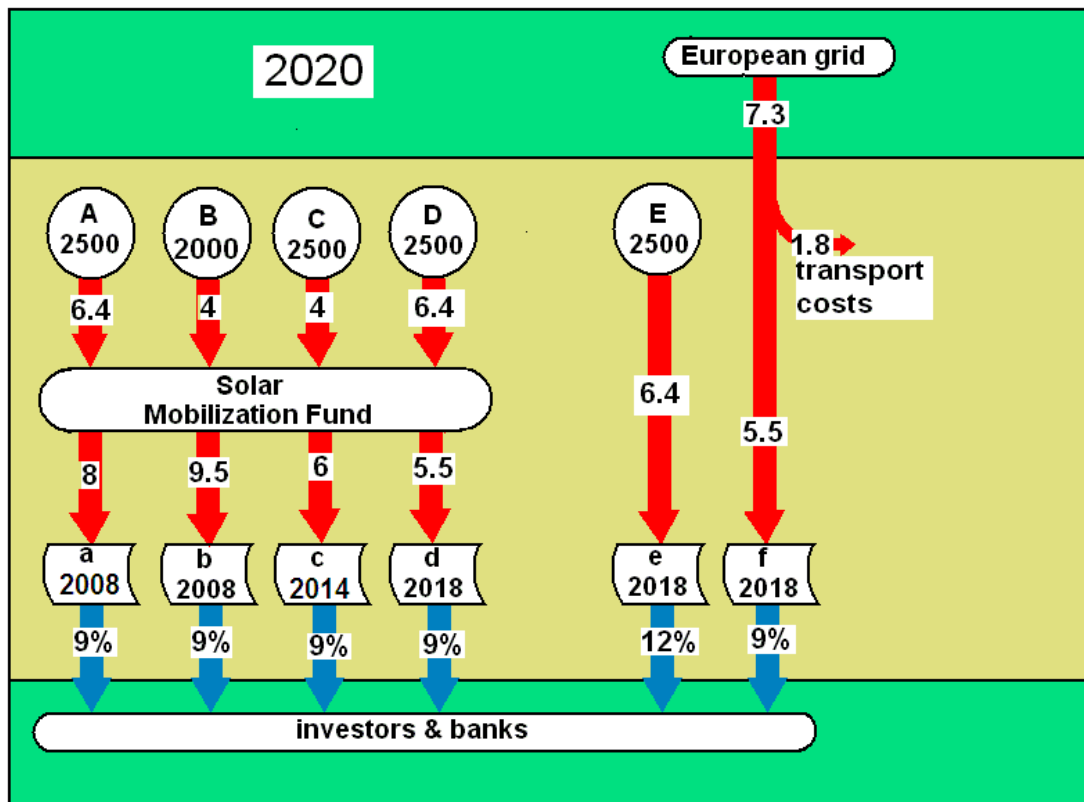 2020
European grid
7.3
A
2500
B
2000
C
2500
D
2500
E
2500
1.8
transport
costs
6.4
4
4
6.4
6.4
Solar
Mobilization Fund
5.5
8
9.5
6
5.5
a
2008
b
2008
c
2014
d
2018
e
2018
f
2018
9%
9%
9%
9%
12%
9%
investors & banks